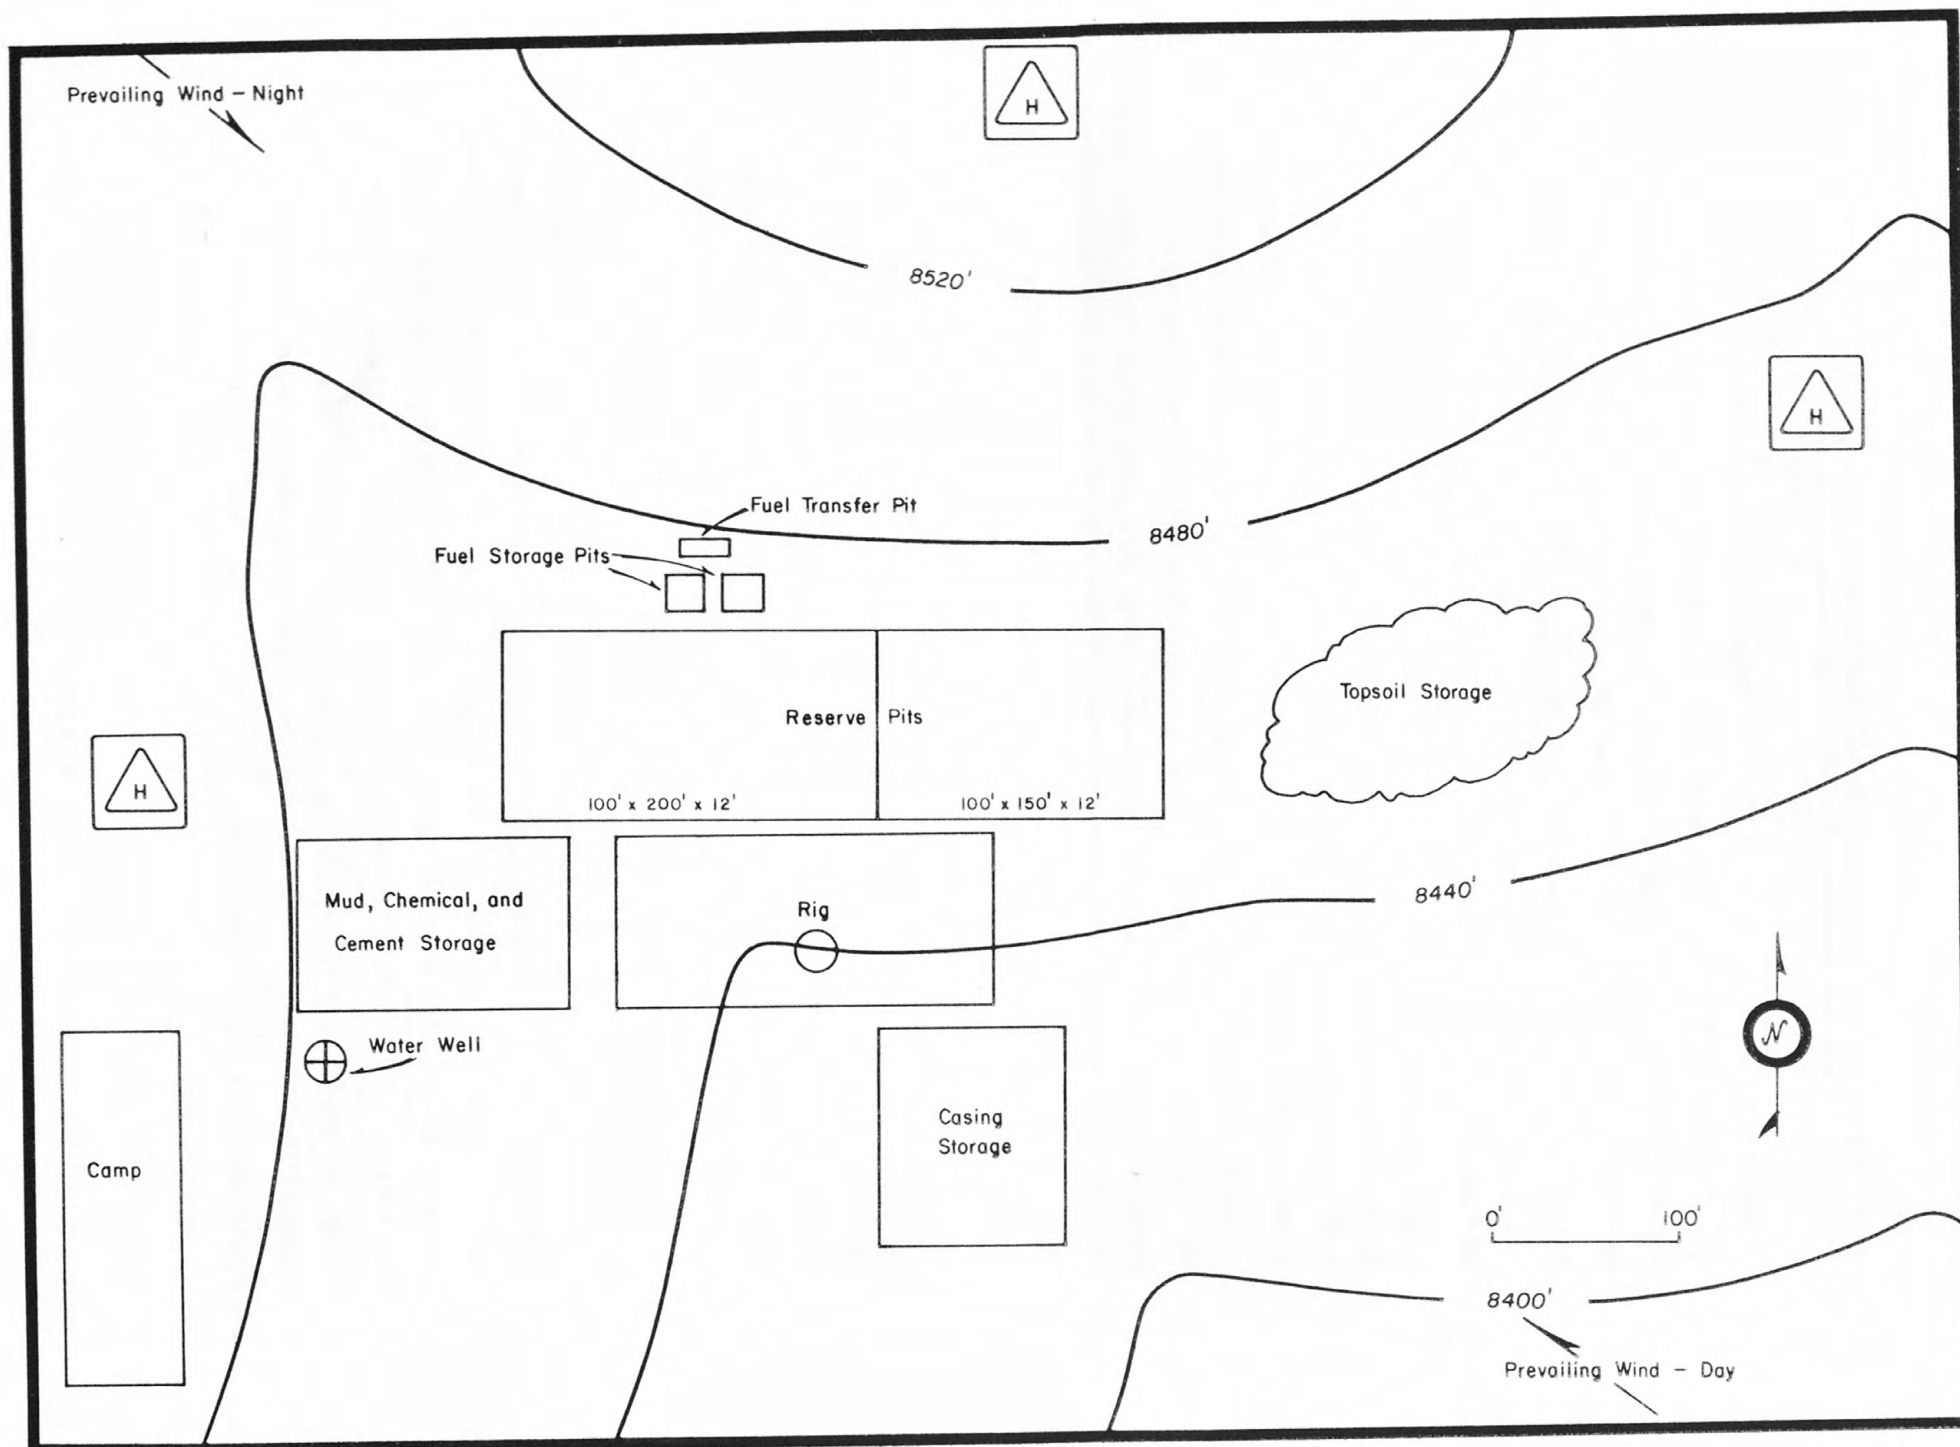 Prevailing Wind – Night
H
8520'
H
Fuel Transfer Pit
8480'
Fuel Storage Pits
Topsoil Storage
Reserve Pits
H
100' x 200' x 12'
100' x 150' x 12'
8440'
Mud, Chemical, and
Cement Storage
Rig
N
Water Well
Casing
Storage
Camp
0'
100'
8400'
Prevailing Wind – Day